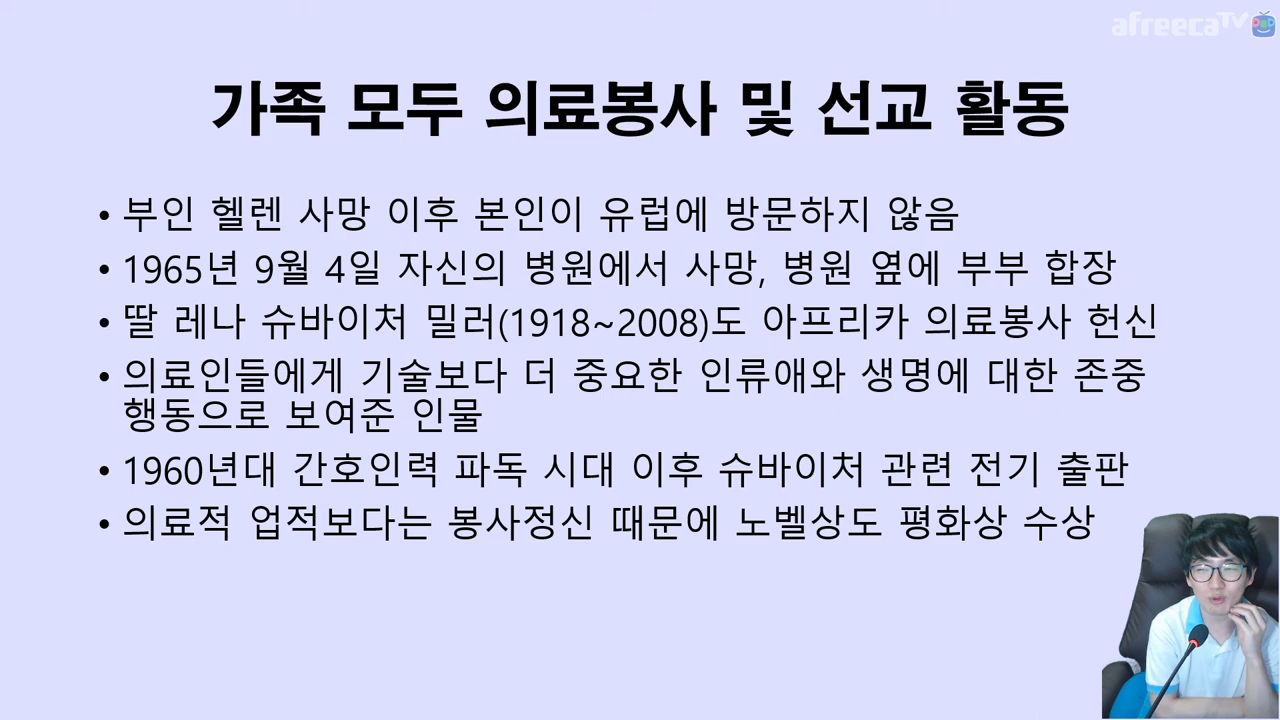 afreecaTV
가족 모두 의료봉사 및 선교 활동
• 부인 헬렌 사망 이후 본인이 유럽에 방문하지 않음
• 1965년 9월 4일 자신의 병원에서 사망, 병원 옆에 부부 합장
• 딸 레나 슈바이처 밀러(1918~2008)도 아프리카 의료봉사 헌신
• 의료인들에게 기술보다 더 중요한 인류애와 생명에 대한 존중
행동으로 보여준 인물
• 1960년대 간호인력 파독 시대 이후 슈바이처 관련 전기 출판
• 의료적 업적보다는 봉사정신 때문에 노벨상도 평화상 수상